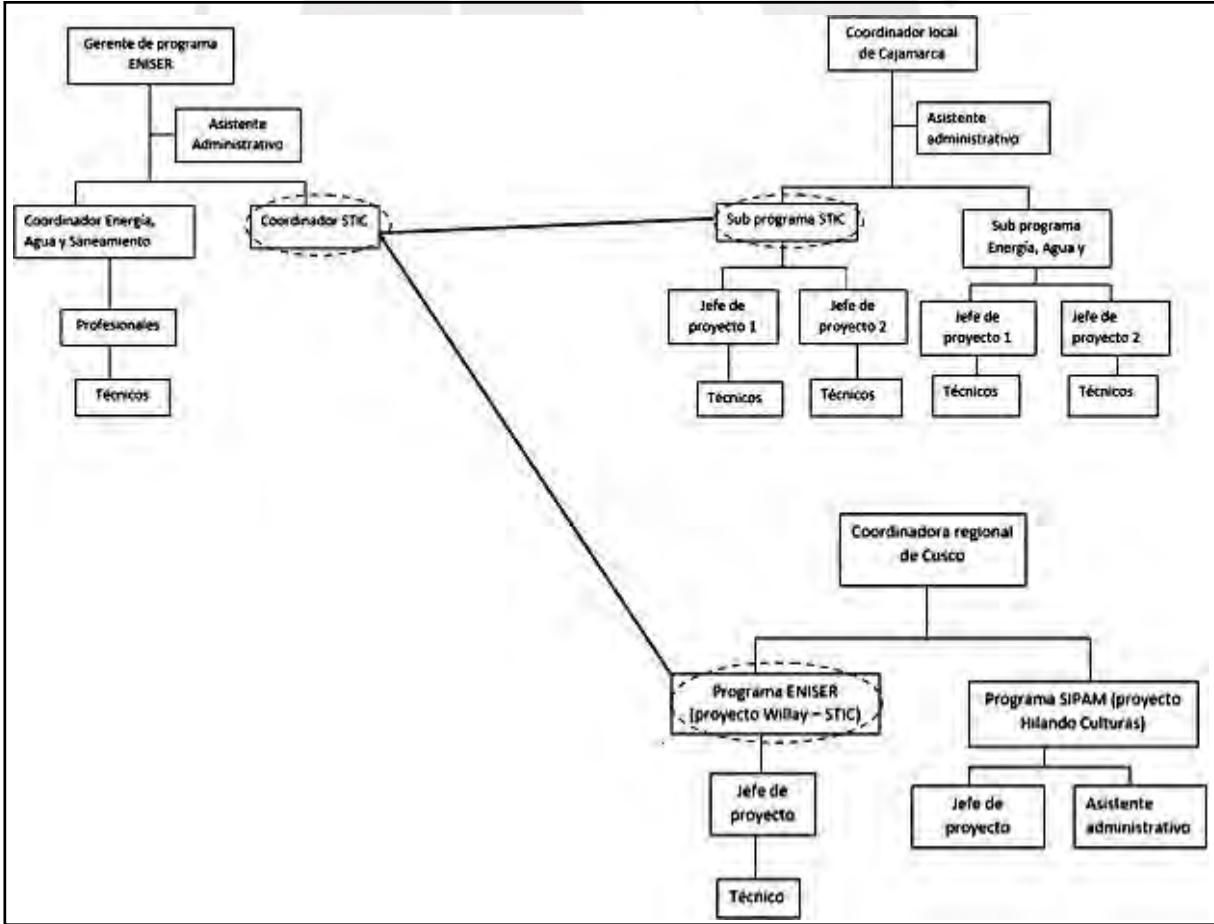 Gerente de programa
ENISER
Asistente
Administrativo
Coordinador Energía,
Agua y Saneamiento
Coordinador STIC
Profesionales
Técnicos
Coordinador local
de Cajamarca
Asistente
administrativo
Sub programa STIC
Sub programa
Energía, Agua y
Jefe de
proyecto 1
Jefe de
proyecto 2
Jefe de
proyecto 1
Jefe de
proyecto 2
Técnicos
Técnicos
Técnicos
Técnicos
Coordinadora regional
de Cusco
Programa ENISER
(proyecto Willay – STIC)
Programa SIPAM (proyecto
Hilando Culturas)
Jefe de
proyecto
Jefe de
proyecto
Asistente
administrativo
Técnico